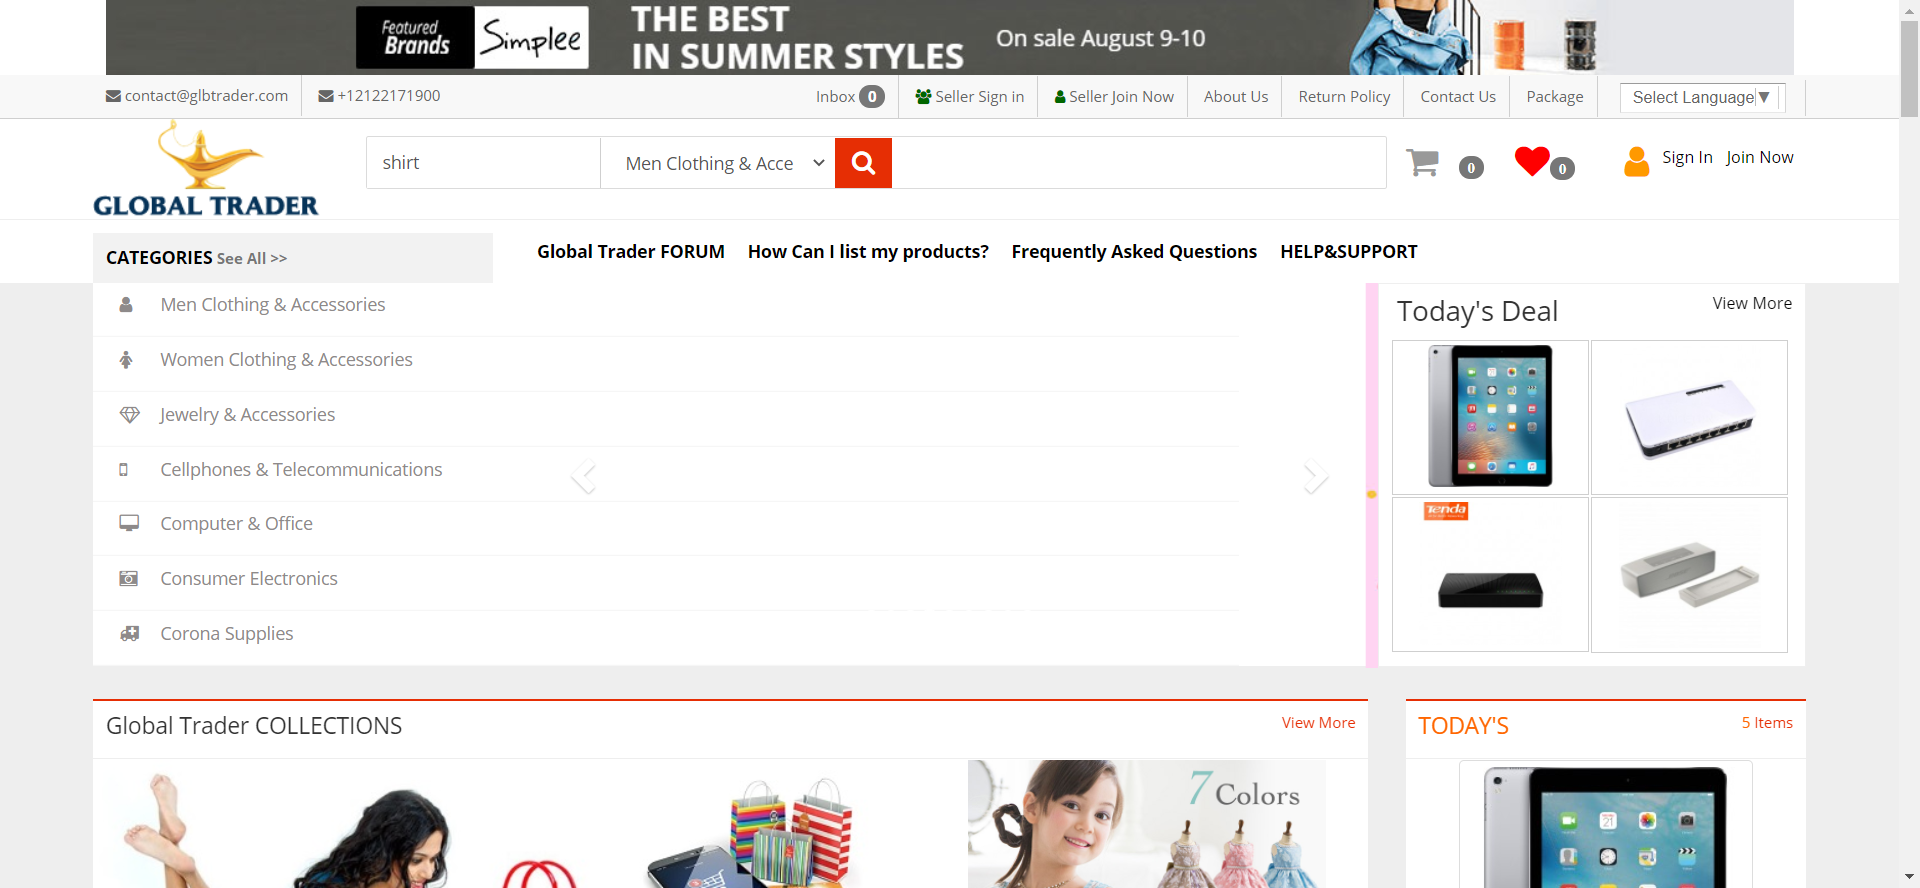 Featured
Brands
Simplee
THE BEST
IN SUMMER STYLES
On sale August 9-10
contact@glbtrader.com
+12122171900
Inbox 0
Seller Sign in
Seller Join Now
About Us
Return Policy
Contact Us
Package
Select Language▼
GLOBAL TRADER
shirt
Men Clothing & Acce
0
0
Sign In
Join Now
CATEGORIES See All >>
Global Trader FORUM
How Can I list my products?
Frequently Asked Questions
HELP&SUPPORT
Men Clothing & Accessories
Women Clothing & Accessories
Jewelry & Accessories
Cellphones & Telecommunications
Computer & Office
Consumer Electronics
Corona Supplies
Today's Deal
View More
Tenda
Global Trader COLLECTIONS
View More
TODAY'S
5 Items
7 Colors